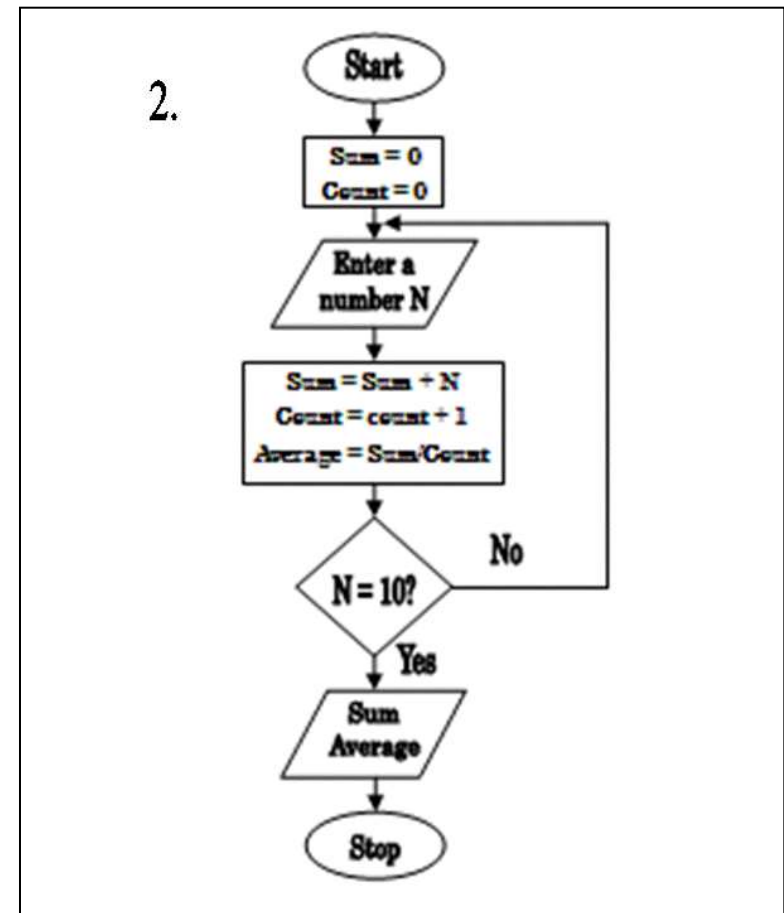 2.
Start
Sum = 0
Count = 0
Enter a
number N
Sum = Sum + N
Count = count + 1
Average = Sum/Count
N = 10?
No
Yes
Sum
Average
Stop